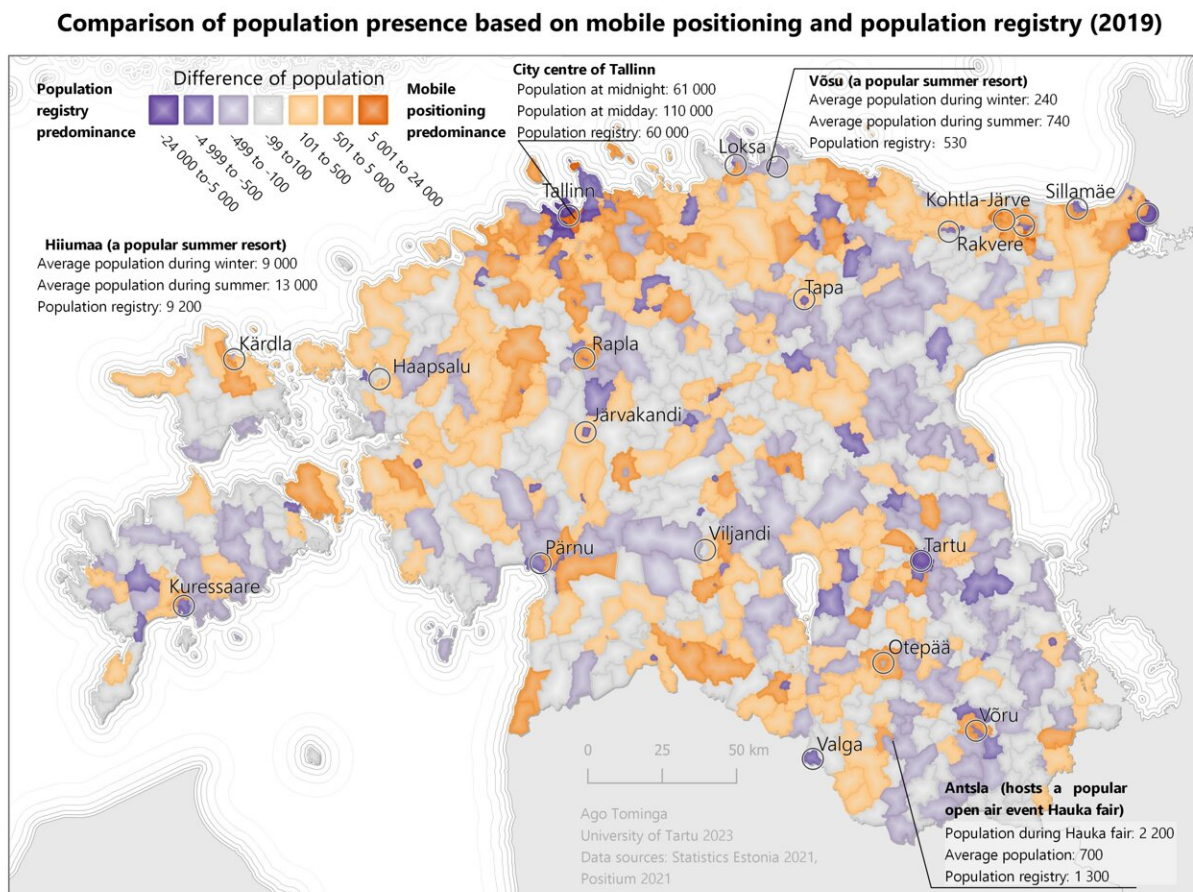 Comparison of population presence based on mobile positioning and population registry (2019)
Population
registry
predominance
Difference of population
Mobile
positioning
predominance
-24 000 to-5 000
-4 999 to -500
-499 to -100
-99 to100
101 to 500
501 to 5 000
5 001 to 24 000
City centre of Tallinn
Population at midnight: 61 000
Population at midday: 110 000
Population registry: 60 000
Võsu (a popular summer resort)
Average population during winter: 240
Average population during summer: 740
Population registry: 530
Hiiumaa (a popular summer resort)
Average population during winter: 9 000
Average population during summer: 13 000
Population registry: 9 200
Loksa
Tallinn
Kohtla-Järve
Sillamäe
Rakvere
Tapa
Kärdla
Haapsalu
Rapla
Järvakandi
Pärnu
Viljandi
Tartu
Kuressaare
Otepää
Võru
Valga
0
25
50 km
Ago Tominga
University of Tartu 2023
Data sources: Statistics Estonia 2021,
Positium 2021
Antsla (hosts a popular
open air event Hauka fair)
Population during Hauka fair: 2 200
Average population: 700
Population registry: 1 300